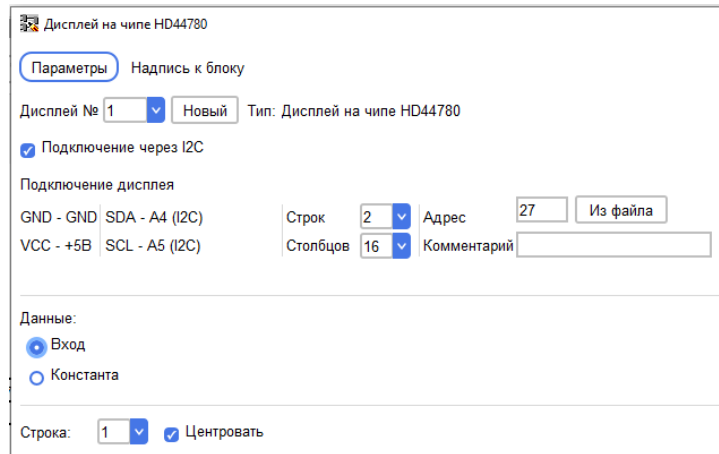 Дисплей на чипе HD44780
Параметры Надпись к блоку
Дисплей № 1 Новый Тип: Дисплей на чипе HD44780
Подключение через I2C
Подключение дисплея
GND - GND SDA - A4 (I2C) Строк 2 Адрес 27 Из файла
VCC - +5В SCL - A5 (I2C) Столбцов 16 Комментарий
Данные:
Вход
Константа
Строка: 1 Центровать